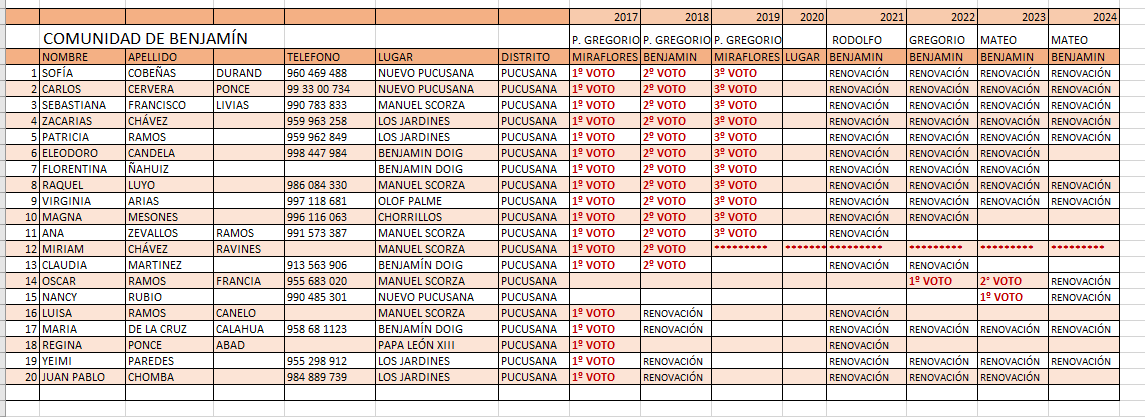 2017 2018 2019 2020 2021 2022 2023 2024
COMUNIDAD DE BENJAMÍN P. GREGORIO P. GREGORIO P. GREGORIO RODOLFO GREGORIO MATEO MATEO
NOMBRE APELLIDO TELEFONO LUGAR DISTRITO MIRAFLORES BENJAMIN MIRAFLORES LUGAR BENJAMIN BENJAMIN BENJAMIN BENJAMIN
1 SOFÍA COBEÑAS DURAND 960 469 488 NUEVO PUCUSANA PUCUSANA 1º VOTO 2º VOTO 3º VOTO RENOVACIÓN RENOVACIÓN RENOVACIÓN RENOVACIÓN
2 CARLOS CERVERA PONCE 99 33 00 734 NUEVO PUCUSANA PUCUSANA 1º VOTO 2º VOTO 3º VOTO RENOVACIÓN RENOVACIÓN RENOVACIÓN RENOVACIÓN
3 SEBASTIANA FRANCISCO LIVIAS 990 783 833 MANUEL SCORZA PUCUSANA 1º VOTO 2º VOTO 3º VOTO RENOVACIÓN RENOVACIÓN RENOVACIÓN RENOVACIÓN
4 ZACARIAS CHÁVEZ 959 963 258 LOS JARDINES PUCUSANA 1º VOTO 2º VOTO 3º VOTO RENOVACIÓN RENOVACIÓN RENOVACIÓN RENOVACIÓN
5 PATRICIA RAMOS 959 962 849 LOS JARDINES PUCUSANA 1º VOTO 2º VOTO 3º VOTO RENOVACIÓN RENOVACIÓN RENOVACIÓN RENOVACIÓN
6 ELEODORO CANDELA 998 447 984 BENJAMIN DOIG PUCUSANA 1º VOTO 2º VOTO 3º VOTO RENOVACIÓN RENOVACIÓN RENOVACIÓN
7 FLORENTINA ÑAHUIZ BENJAMIN DOIG PUCUSANA 1º VOTO 2º VOTO 3º VOTO RENOVACIÓN RENOVACIÓN RENOVACIÓN
8 RAQUEL LUYO 986 084 330 MANUEL SCORZA PUCUSANA 1º VOTO 2º VOTO 3º VOTO RENOVACIÓN RENOVACIÓN RENOVACIÓN RENOVACIÓN
9 VIRGINIA ARIAS 997 118 681 OLOF PALME PUCUSANA 1º VOTO 2º VOTO 3º VOTO RENOVACIÓN RENOVACIÓN RENOVACIÓN RENOVACIÓN
10 MAGNA MESONES 996 116 063 CHORRILLOS PUCUSANA 1º VOTO 2º VOTO 3º VOTO RENOVACIÓN RENOVACIÓN
11 ANA ZEVALLOS RAMOS 991 573 387 MANUEL SCORZA PUCUSANA 1º VOTO 2º VOTO 3º VOTO RENOVACIÓN
12 MIRIAM CHÁVEZ RAVINES MANUEL SCORZA PUCUSANA 1º VOTO 2º VOTO ********* ******* ********* ********* ********* *********
13 CLAUDIA MARTINEZ 913 563 906 BENJAMÍN DOIG PUCUSANA 1º VOTO 2º VOTO RENOVACIÓN RENOVACIÓN
14 OSCAR RAMOS FRANCIA 955 683 020 MANUEL SCORZA PUCUSANA 1º VOTO 2° VOTO RENOVACIÓN
15 NANCY RUBIO 990 485 301 NUEVO PUCUSANA PUCUSANA 1º VOTO RENOVACIÓN
16 LUISA RAMOS CANELO MANUEL SCORZA PUCUSANA 1º VOTO RENOVACIÓN RENOVACIÓN
17 MARIA DE LA CRUZ CALAHUA 958 68 1123 BENJAMÍN DOIG PUCUSANA 1º VOTO RENOVACIÓN RENOVACIÓN RENOVACIÓN RENOVACIÓN RENOVACIÓN
18 REGINA PONCE ABAD PAPA LEÓN XIII PUCUSANA 1º VOTO RENOVACIÓN
19 YEIMI PAREDES 955 298 912 LOS JARDINES PUCUSANA 1º VOTO RENOVACIÓN RENOVACIÓN RENOVACIÓN RENOVACIÓN RENOVACIÓN
20 JUAN PABLO CHOMBA 984 889 739 LOS JARDINES PUCUSANA 1º VOTO RENOVACIÓN RENOVACIÓN RENOVACIÓN RENOVACIÓN